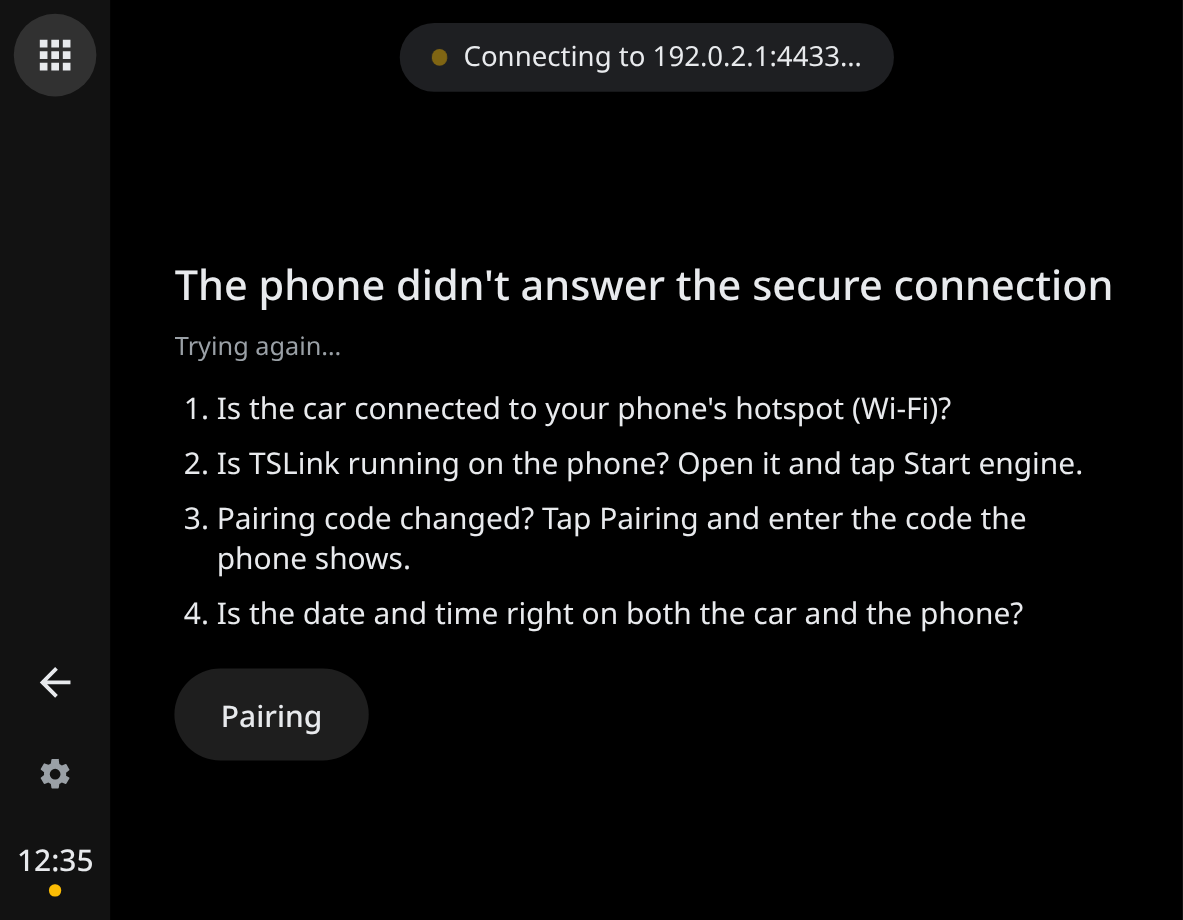 Connecting to 192.0.2.1:4433...
The phone didn't answer the secure connection
Trying again...
1. Is the car connected to your phone's hotspot (Wi-Fi)?
2. Is TSLink running on the phone? Open it and tap Start engine.
3. Pairing code changed? Tap Pairing and enter the code the
phone shows.
4. Is the date and time right on both the car and the phone?
Pairing
12:35